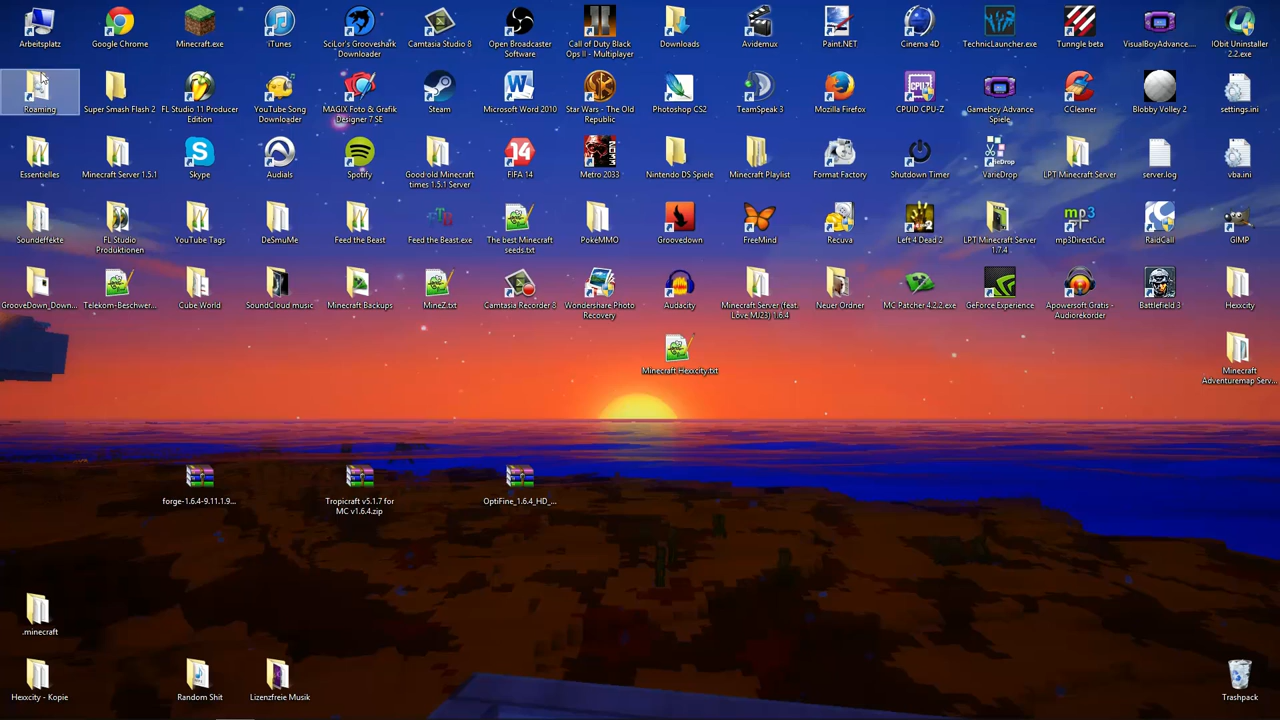 Arbeitsplatz
Google Chrome
Minecraft.exe
iTunes
SciLor's Grooveshark
Downloader
Camtasia Studio 8
Open Broadcaster
Software
Call of Duty Black
Ops II - Multiplayer
Downloads
Avidemux
Paint.NET
Cinema 4D
TechnicLauncher.exe
Tunngle beta
VisualBoyAdvance....
IObit Uninstaller
2.2.exe
Roaming
Super Smash Flash 2
FL Studio 11 Producer
Edition
YouTube Song
Downloader
MAGIX Foto & Grafik
Designer 7 SE
Steam
Microsoft Word 2010
Star Wars - The Old
Republic
Photoshop CS2
TeamSpeak 3
Mozilla Firefox
CPUID CPU-Z
Gameboy Advance
Spiele
CCleaner
Blobby Volley 2
settings.ini
Essentielles
Minecraft Server 1.5.1
Skype
Audials
Spotify
Good old Minecraft
times 1.5.1 Server
14
FIFA 14
Metro 2033
Nintendo DS Spiele
Minecraft Playlist
Format Factory
Shutdown Timer
VarieDrop
LPT Minecraft Server
server.log
vba.ini
Soundeffekte
FL Studio
Produktionen
YouTube Tags
DeSmuMe
Feed the Beast
Feed the Beast.exe
The best Minecraft
seeds.txt
PokeMMO
Groovedown
FreeMind
Recuva
Left 4 Dead 2
LPT Minecraft Server
1.7.4
mp3
mp3DirectCut
RaidCall
GIMP
GrooveDown_Down...
Telekom-Beschwer...
Cube World
SoundCloud music
Minecraft Backups
MineZ.txt
Camtasia Recorder 8
Wondershare Photo
Recovery
Audacity
Minecraft Server (feat.
Love MJ23) 1.6.4
Neuer Ordner
MC Patcher 4.2.2.exe
GeForce Experience
Apowersoft Gratis-
Audiorekorder
Battlefield 3
Hexxcity
Minecraft Hexxcity.txt
Minecraft
Adventuremap Serv...
forge-1.6.4-9.11.1.9...
Tropicraft v5.1.7 for
MC v1.6.4.zip
OptiFine_1.6.4_HD_...
.minecraft
Hexxcity - Kopie
Random Shit
Lizenzfreie Musik
Trashpack